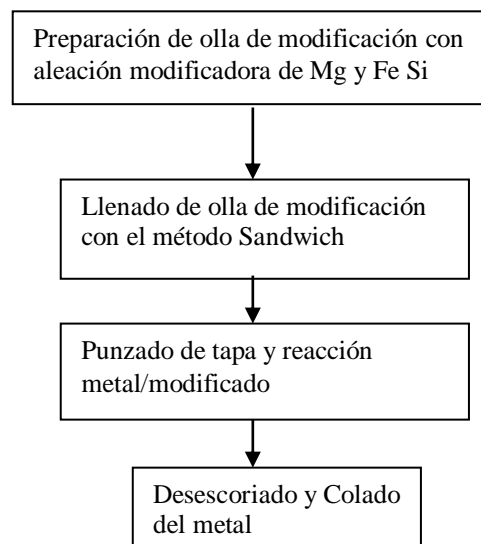 Preparación de olla de modificación con
aleación modificadora de Mg y Fe Si
Llenado de olla de modificación
con el método Sandwich
Punzado de tapa y reacción
metal/modificado
Desescoriado y Colado
del metal